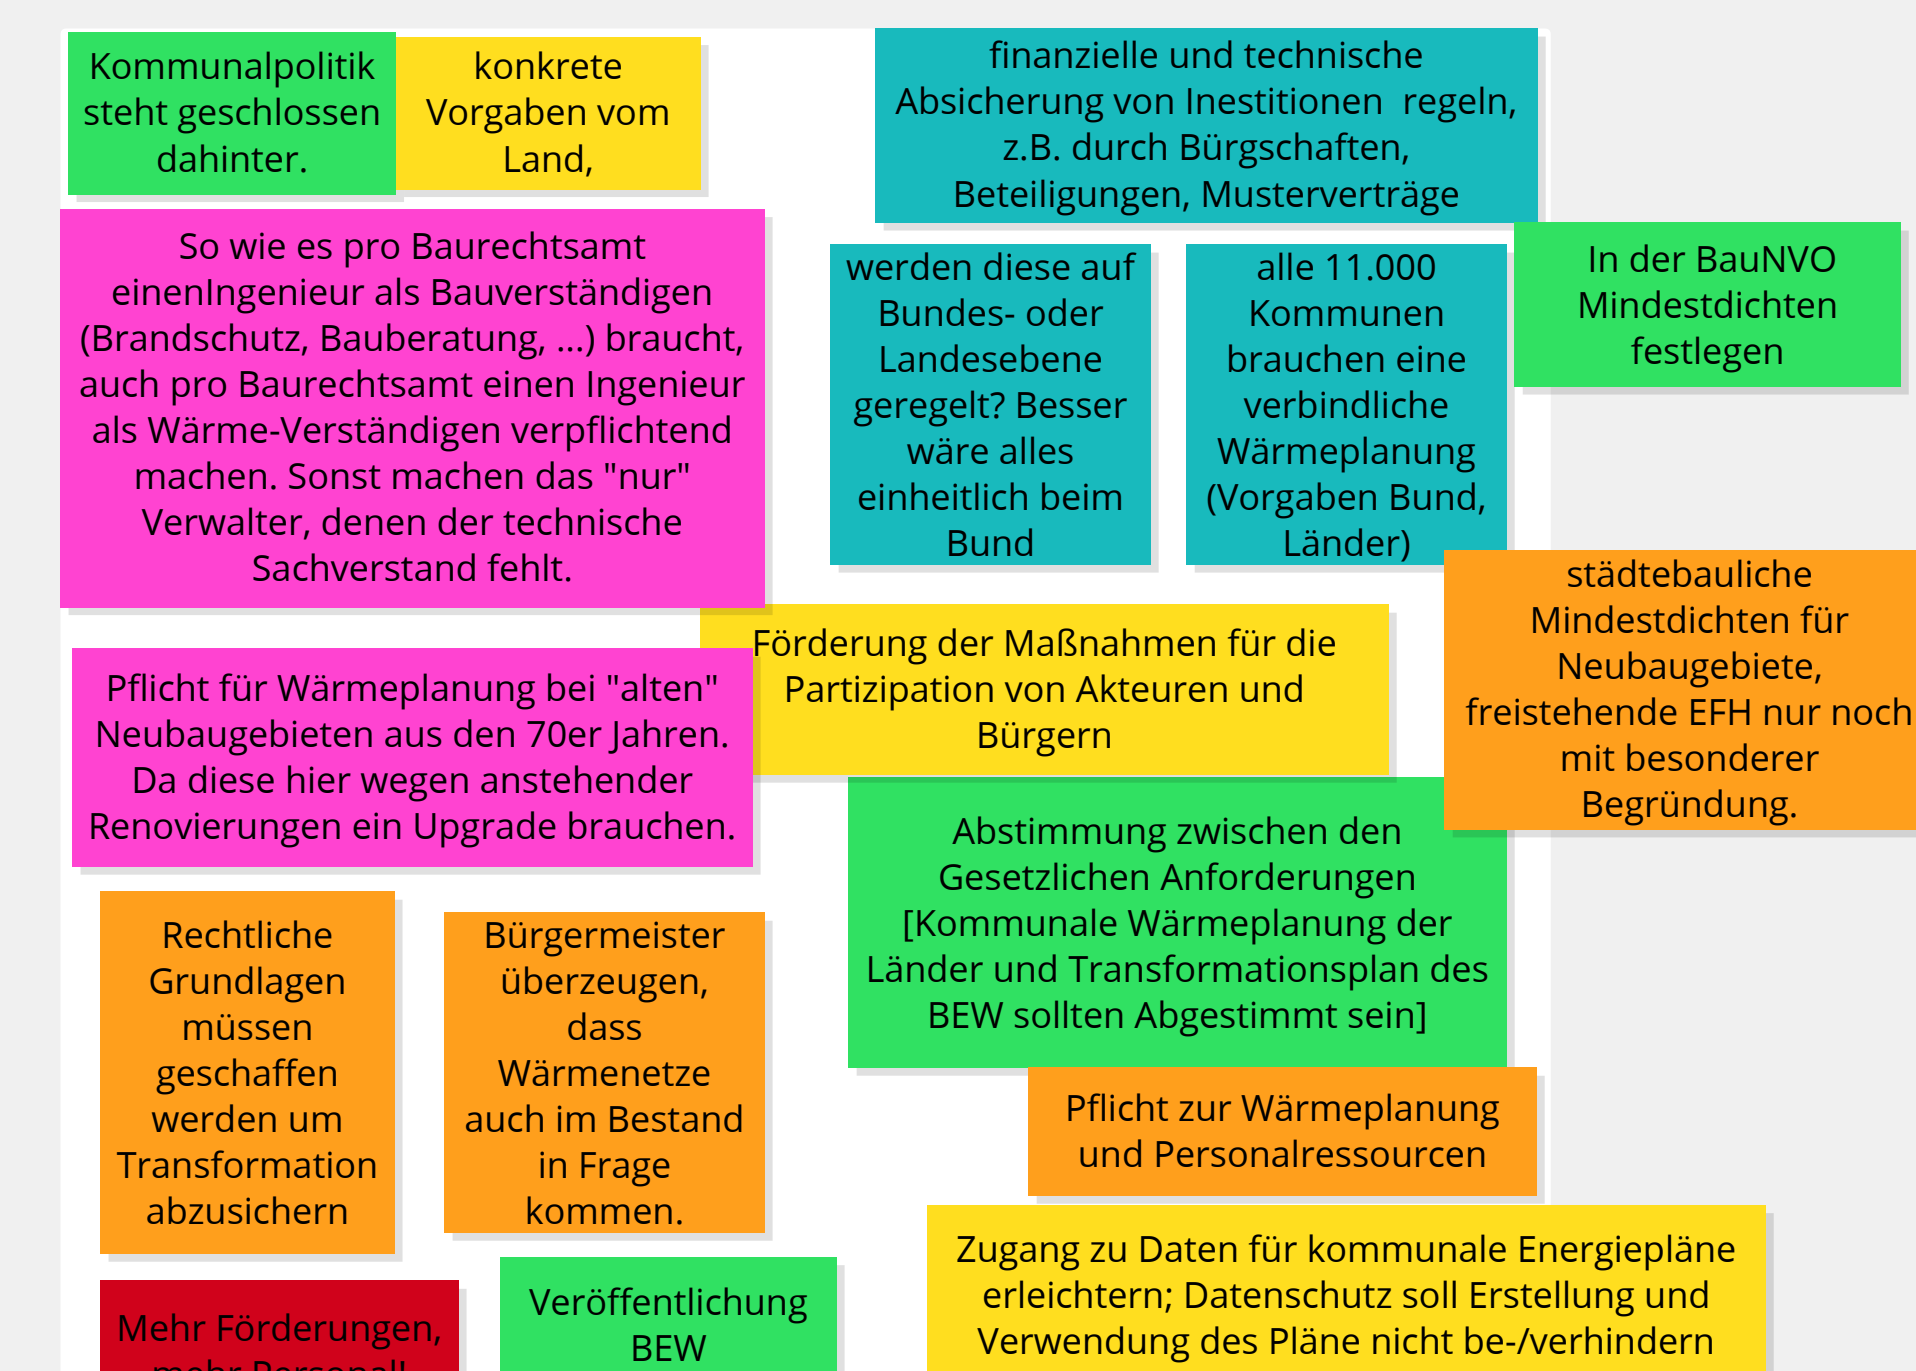 Kommunalpolitik
steht geschlossen
dahinter.
konkrete
Vorgaben vom
Land,
finanzielle und technische
Absicherung von Inestitionen  regeln,
z.B. durch Bürgschaften,
Beteiligungen, Musterverträge
So wie es pro Baurechtsamt
einenIngenieur als Bauverständigen
(Brandschutz, Bauberatung, ...) braucht,
auch pro Baurechtsamt einen Ingenieur
als Wärme-Verständigen verpflichtend
machen. Sonst machen das "nur"
Verwalter, denen der technische
Sachverstand fehlt.
werden diese auf
Bundes- oder
Landesebene
geregelt? Besser
wäre alles
einheitlich beim
Bund
alle 11.000
Kommunen
brauchen eine
verbindliche
Wärmeplanung
(Vorgaben Bund,
Länder)
In der BauNVO
Mindestdichten
festlegen
städtebauliche
Mindestdichten für
Neubaugebiete,
freistehende EFH nur noch
mit besonderer
Begründung.
Förderung der Maßnahmen für die
Partizipation von Akteuren und
Bürgern
Pflicht für Wärmeplanung bei "alten"
Neubaugebieten aus den 70er Jahren.
Da diese hier wegen anstehender
Renovierungen ein Upgrade brauchen.
Abstimmung zwischen den
Gesetzlichen Anforderungen
[Kommunale Wärmeplanung der
Länder und Transformationsplan des
BEW sollten Abgestimmt sein]
Rechtliche
Grundlagen
müssen
geschaffen
werden um
Transformation
abzusichern
Bürgermeister
überzeugen,
dass
Wärmenetze
auch im Bestand
in Frage
kommen.
Pflicht zur Wärmeplanung
und Personalressourcen
Zugang zu Daten für kommunale Energiepläne
erleichtern; Datenschutz soll Erstellung und
Verwendung des Pläne nicht be-/verhindern
Mehr Förderungen,
mehr Personal!
Veröffentlichung
BEW